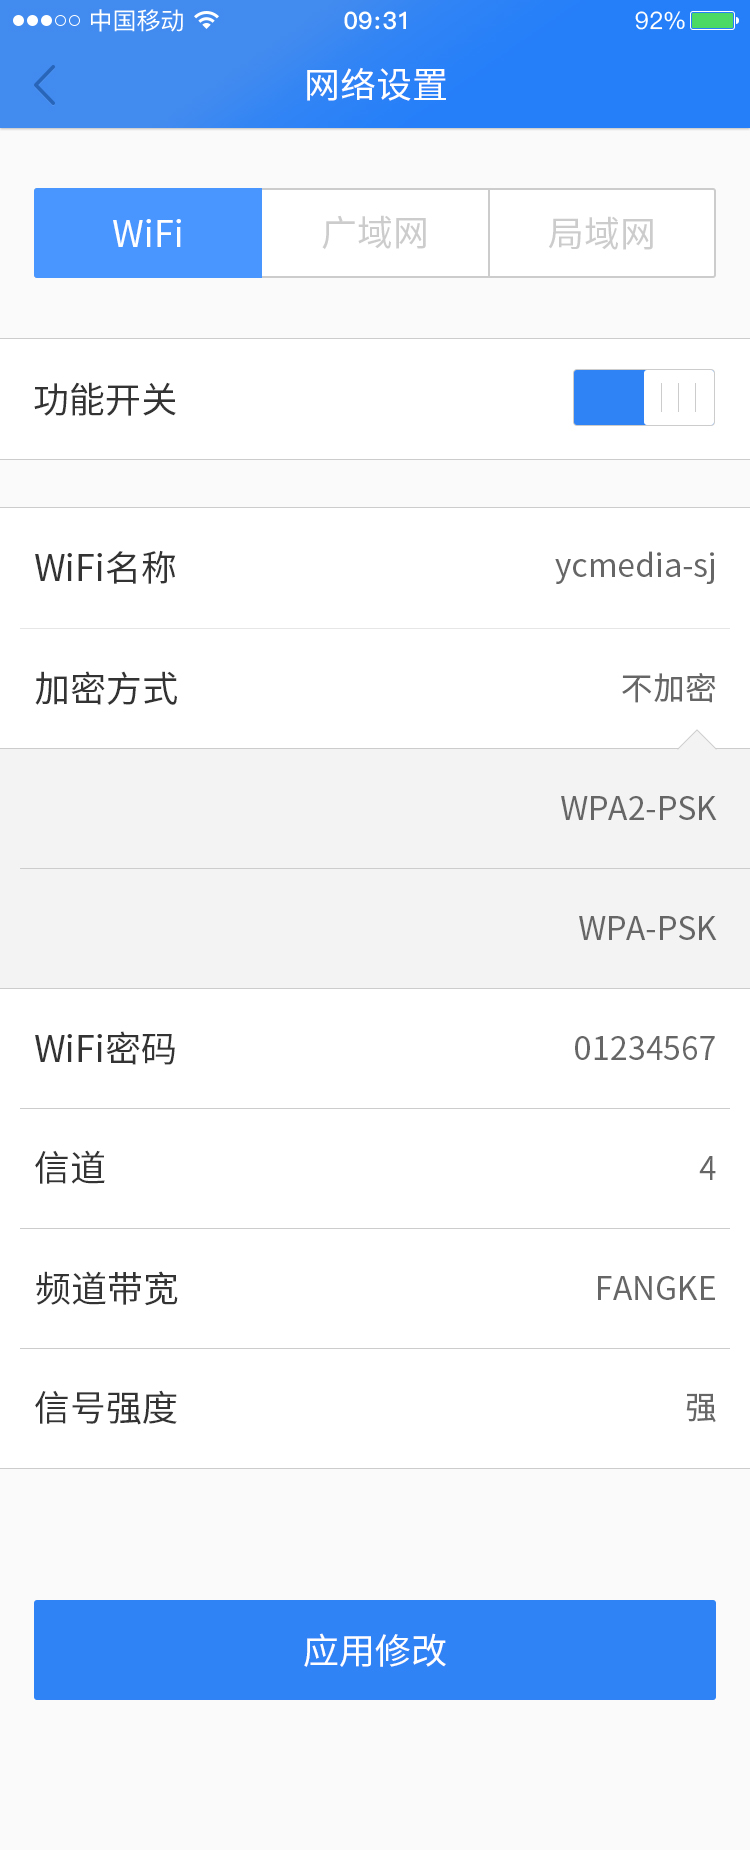 中国移动 09:31 92%
网络设置
WiFi 广域网 局域网
功能开关
WiFi名称 ycmedia-sj
加密方式 不加密
WPA2-PSK
WPA-PSK
WiFi密码 01234567
信道 4
频道带宽 FANGKE
信号强度 强
应用修改